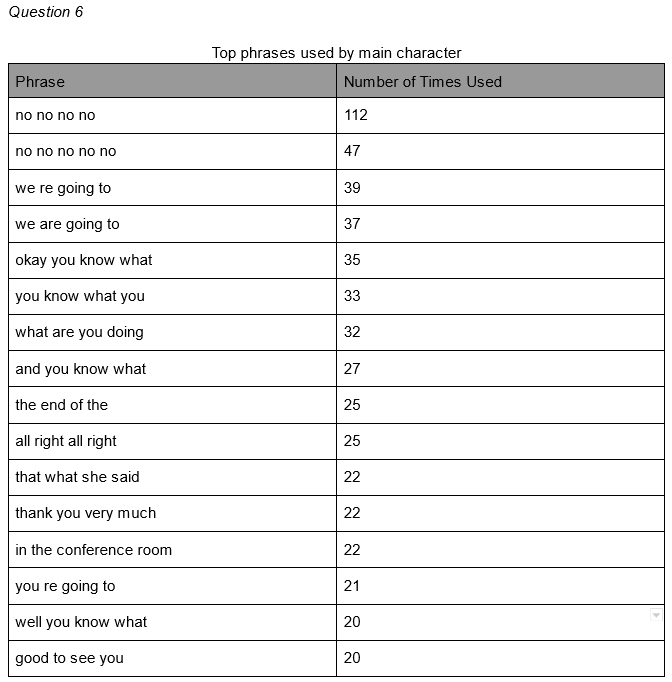 Question 6
Top phrases used by main character
Phrase Number of Times Used
no no no no 112
no no no no no 47
we re going to 39
we are going to 37
okay you know what 35
you know what you 33
what are you doing 32
and you know what 27
the end of the 25
all right all right 25
that what she said 22
thank you very much 22
in the conference room 22
you re going to 21
well you know what 20
good to see you 20